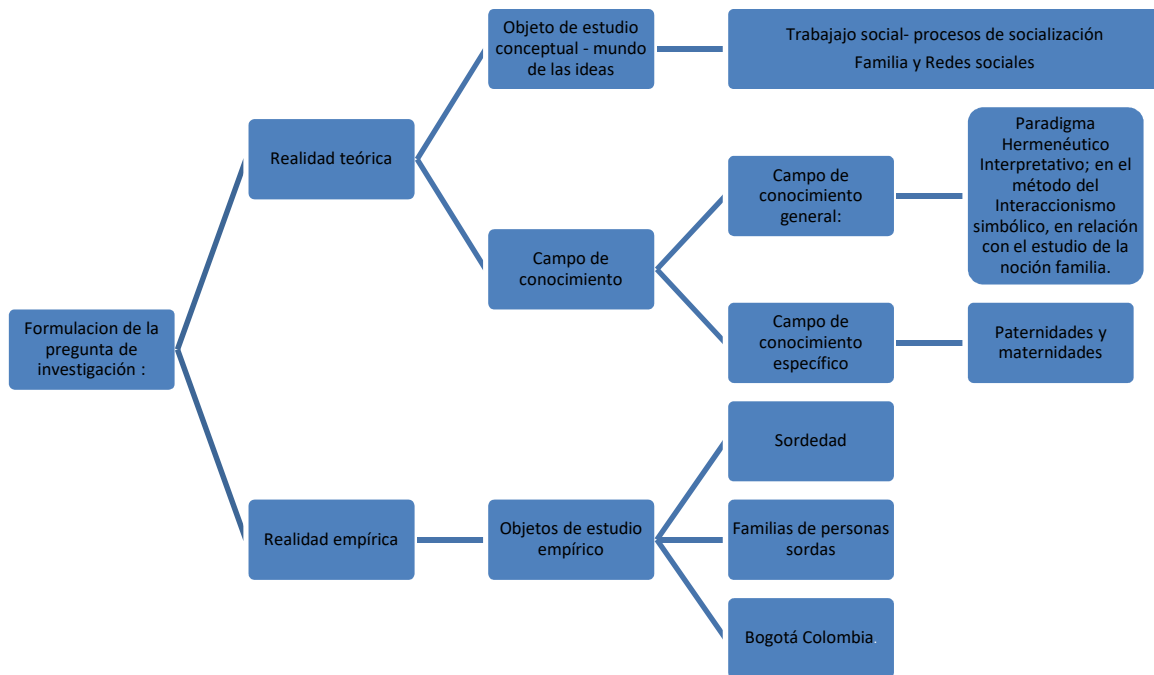 Formulacion de la
pregunta de
investigación :
Realidad teórica
Objeto de estudio
conceptual - mundo
de las ideas
Trabajajo social- procesos de socialización
Familia y Redes sociales
Campo de
conocimiento
Campo de
conocimiento
general:
Paradigma
Hermenéutico
Interpretativo; en el
método del
Interaccionismo
simbólico, en relación
con el estudio de la
noción familia.
Campo de
conocimiento
específico
Paternidades y
maternidades
Realidad empírica
Objetos de estudio
empírico
Sordedad
Familias de personas
sordas
Bogotá Colombia.